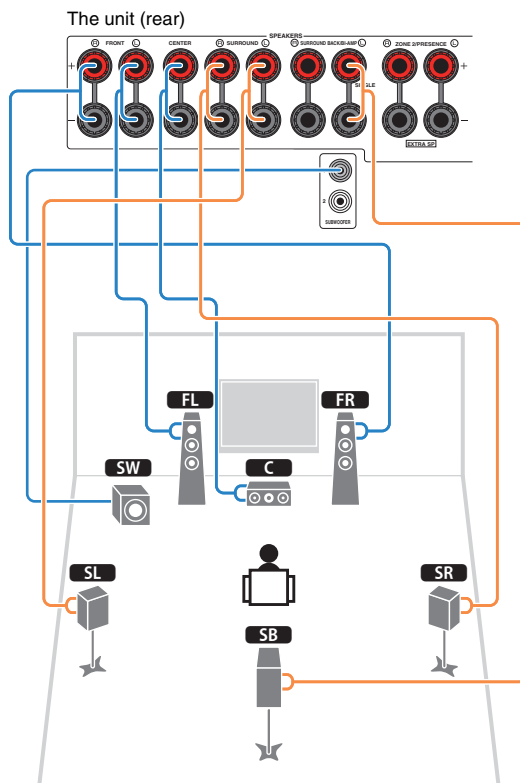 The unit (rear)
SPEAKERS
R FRONT L
CENTER
R SURROUND L
R SURROUND BACK/BI-AMP L
R ZONE 2/PRESENCE L
+
+
SINGLE
–
–
EXTRA SP
2
SUBWOOFER
FL
FR
SW
C
SL
SR
SB